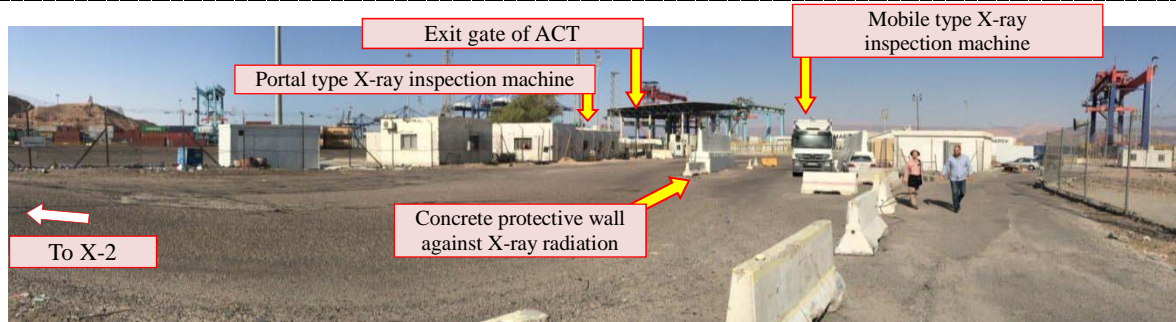 Exit gate of ACT
Mobile type X-ray
inspection machine
Portal type X-ray inspection machine
Concrete protective wall
against X-ray radiation
To X-2